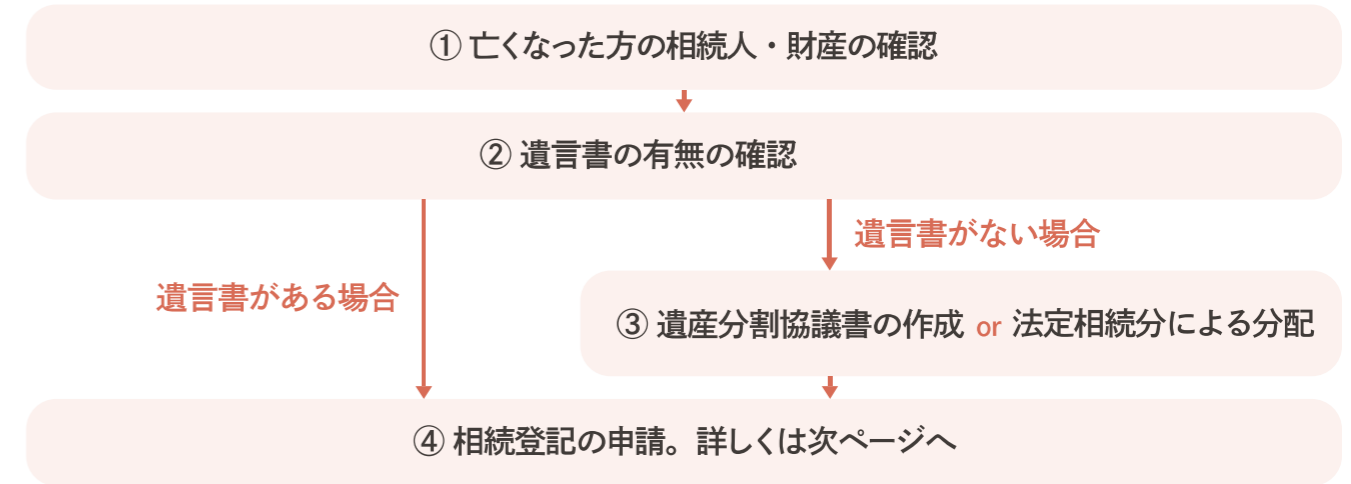 ① 亡くなった方の相続人・財産の確認
② 遺言書の有無の確認
遺言書がない場合
遺言書がある場合
③ 遺産分割協議書の作成 or 法定相続分による分配
④ 相続登記の申請。詳しくは次ページへ